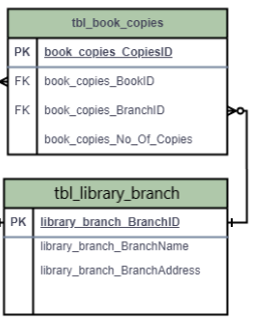 tbl_book_copies
PK book_copies_CopiesID
FK book_copies_BookID
FK book_copies_BranchID
book_copies_No_Of_Copies
tbl_library_branch
PK library_branch_BranchID
library_branch_BranchName
library_branch_BranchAddress